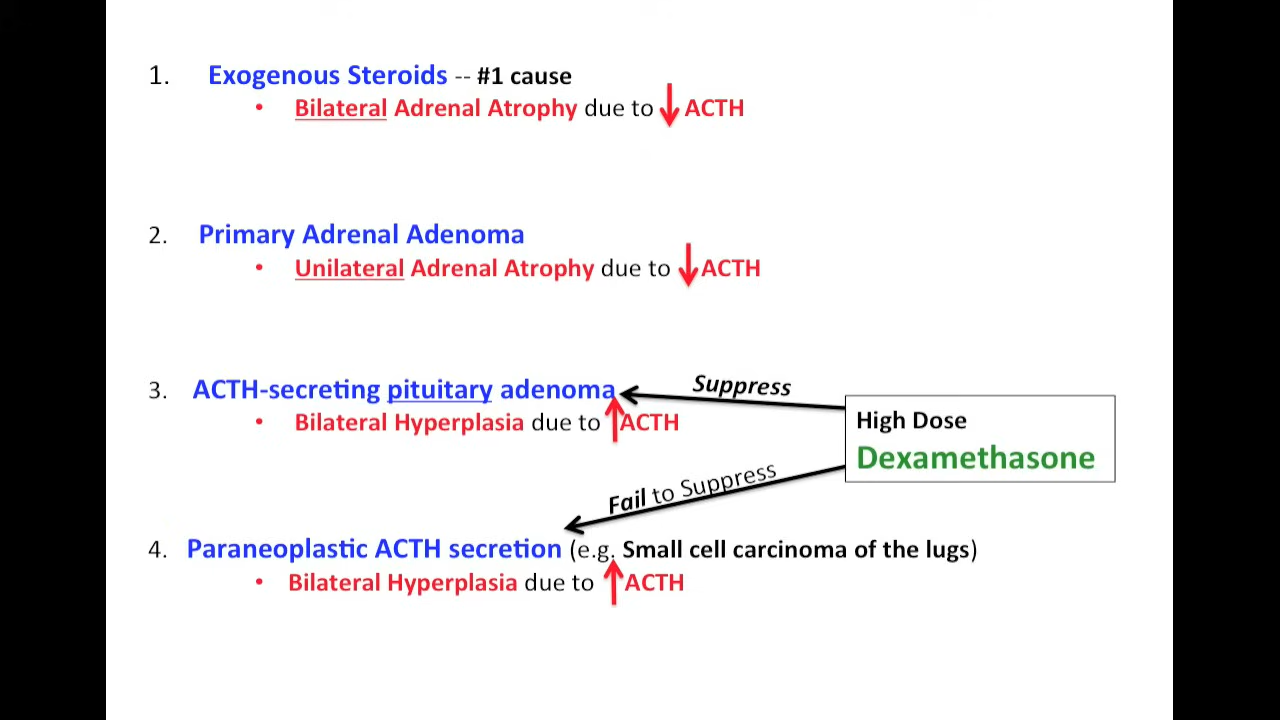 1. Exogenous Steroids -- #1 cause
• Bilateral Adrenal Atrophy due to ↓ ACTH
2. Primary Adrenal Adenoma
• Unilateral Adrenal Atrophy due to ↓ ACTH
3. ACTH-secreting pituitary adenoma
Suppress
• Bilateral Hyperplasia due to ↑ ACTH
High Dose
Dexamethasone
Fail to Suppress
4. Paraneoplastic ACTH secretion (e.g. Small cell carcinoma of the lugs)
• Bilateral Hyperplasia due to ↑ ACTH